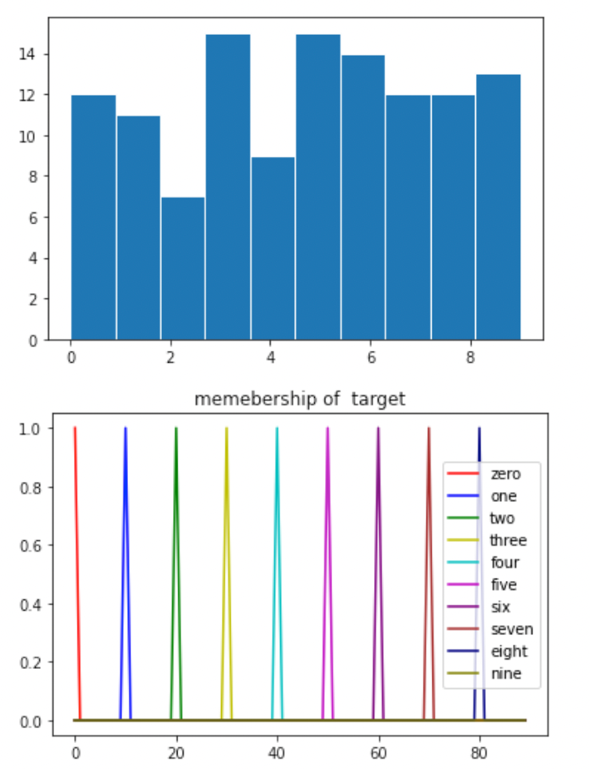 14
12
10
8
6
4
2
0
0 2 4 6 8
memebership of target
1.0
0.8
0.6
0.4
0.2
0.0
zero
one
two
three
four
five
six
seven
eight
nine
0 20 40 60 80